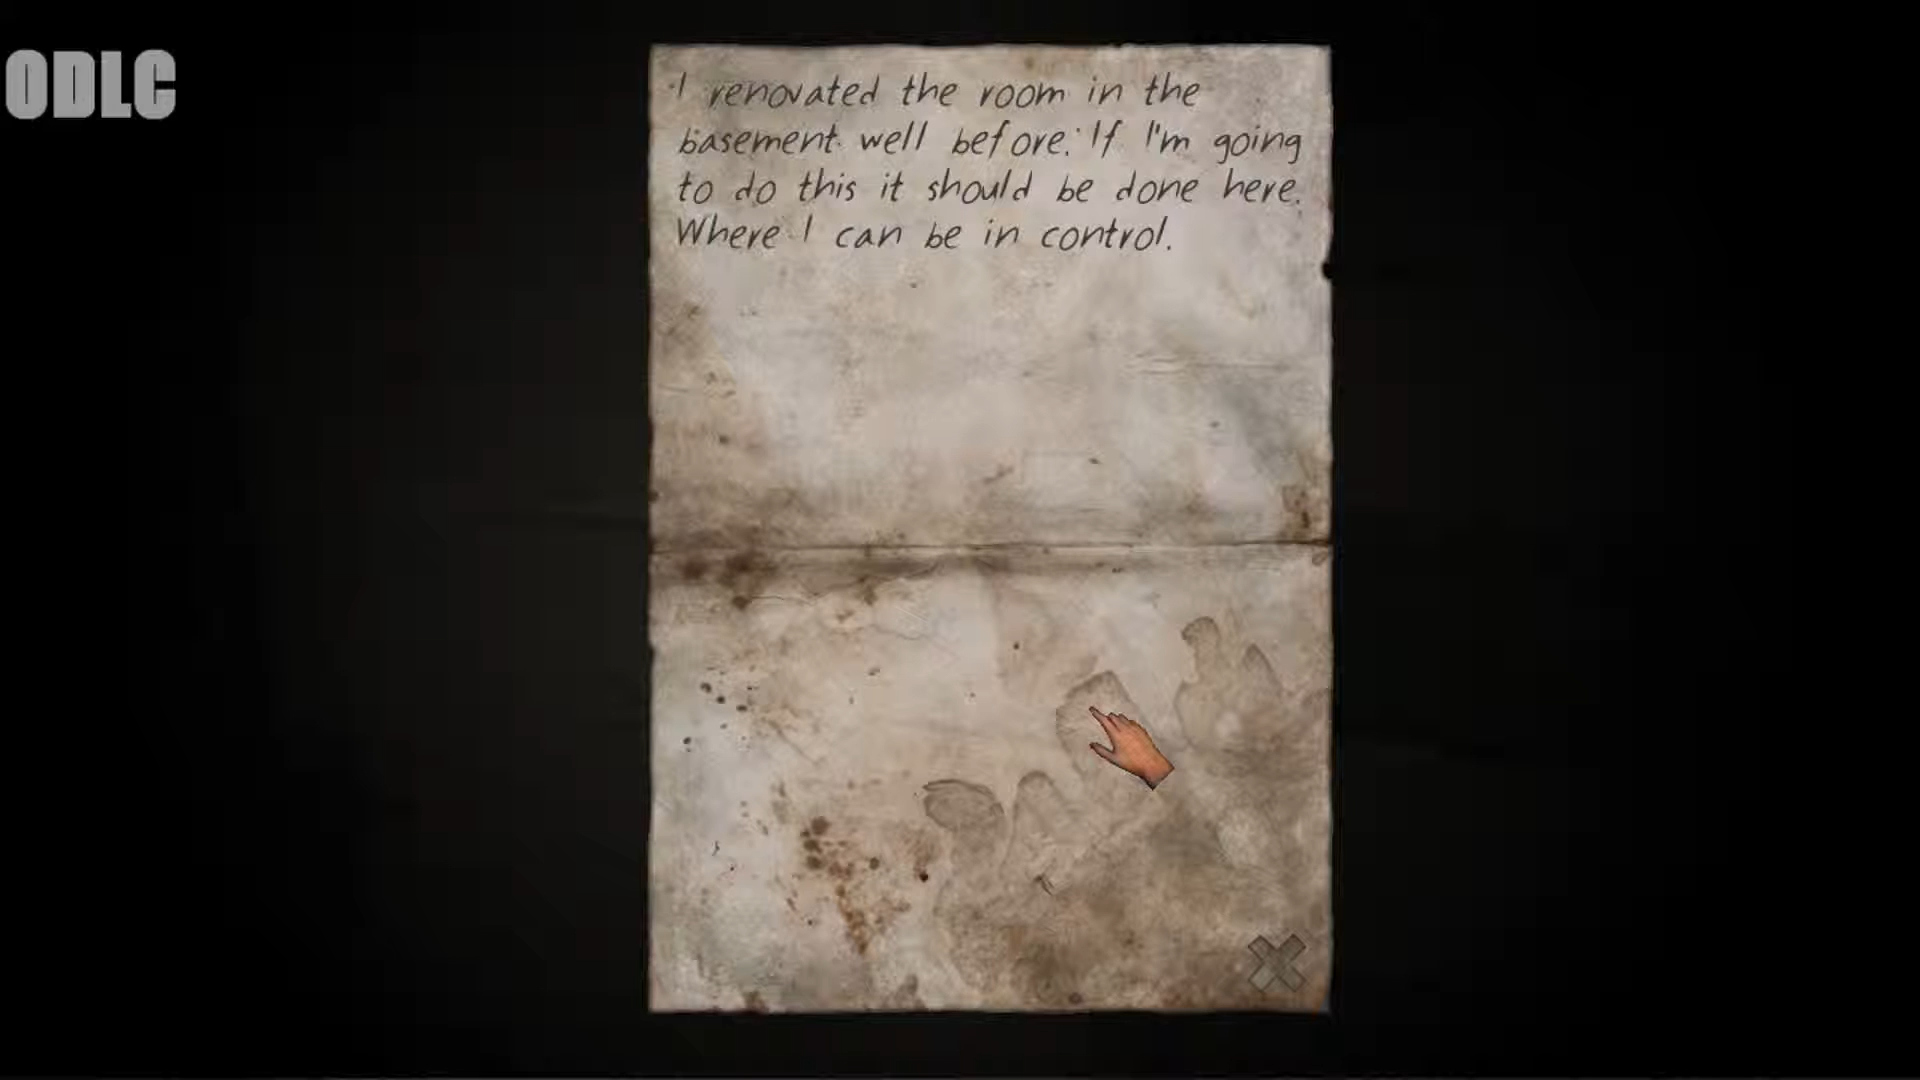 ODLC
I renovated the room in the
basement well before. If I'm going
to do this it should be done here.
Where I can be in control.